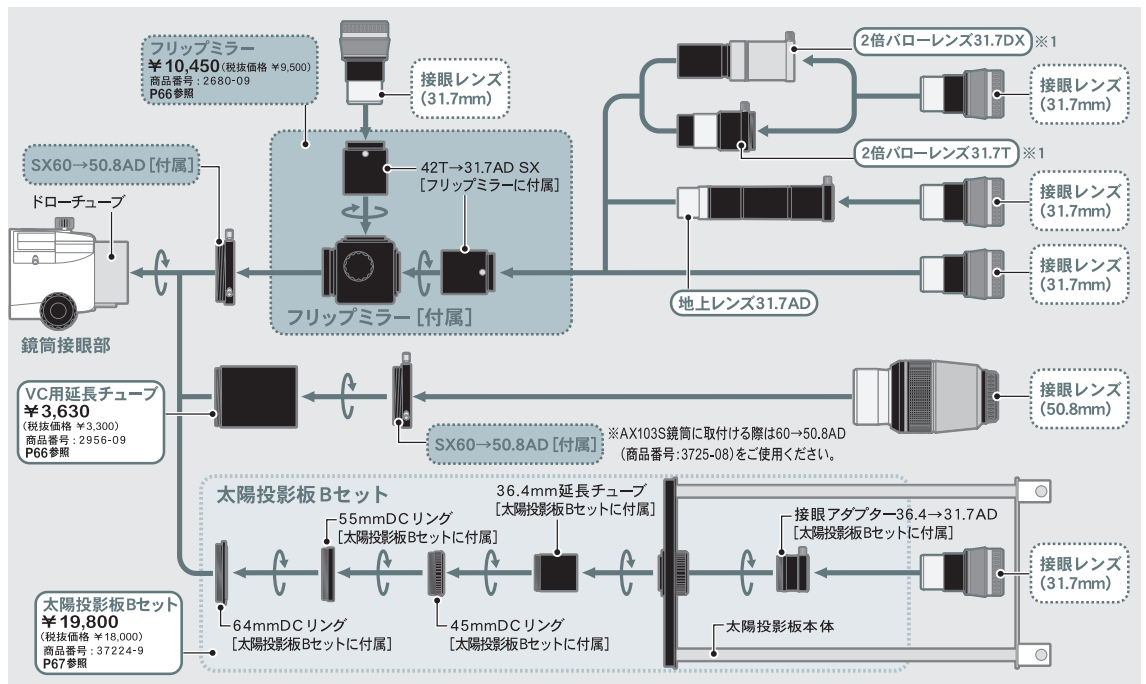 フリップミラー
￥10,450(税抜価格 ￥9,500)
商品番号：2680-09
P66参照
接眼レンズ
(31.7mm)
2倍バローレンズ31.7DX ※1
接眼レンズ
(31.7mm)
2倍バローレンズ31.7T ※1
SX60→50.8AD[付属]
ドローチューブ
42T→31.7AD SX
[フリップミラーに付属]
接眼レンズ
(31.7mm)
接眼レンズ
(31.7mm)
地上レンズ31.7AD
フリップミラー[付属]
鏡筒接眼部
VC用延長チューブ
￥3,630
(税抜価格 ￥3,300)
商品番号：2956-09
P66参照
接眼レンズ
(50.8mm)
SX60→50.8AD[付属]
※AX103S鏡筒に取付ける際は60→50.8AD
(商品番号:3725-08)をご使用ください。
太陽投影板Bセット
36.4mm延長チューブ
[太陽投影板Bセットに付属]
55mmDCリング
[太陽投影板Bセットに付属]
接眼アダプター36.4→31.7AD
[太陽投影板Bセットに付属]
接眼レンズ
(31.7mm)
太陽投影板Bセット
￥19,800
(税抜価格 ￥18,000)
商品番号：37224-9
P67参照
64mmDCリング
[太陽投影板Bセットに付属]
45mmDCリング
[太陽投影板Bセットに付属]
太陽投影板本体